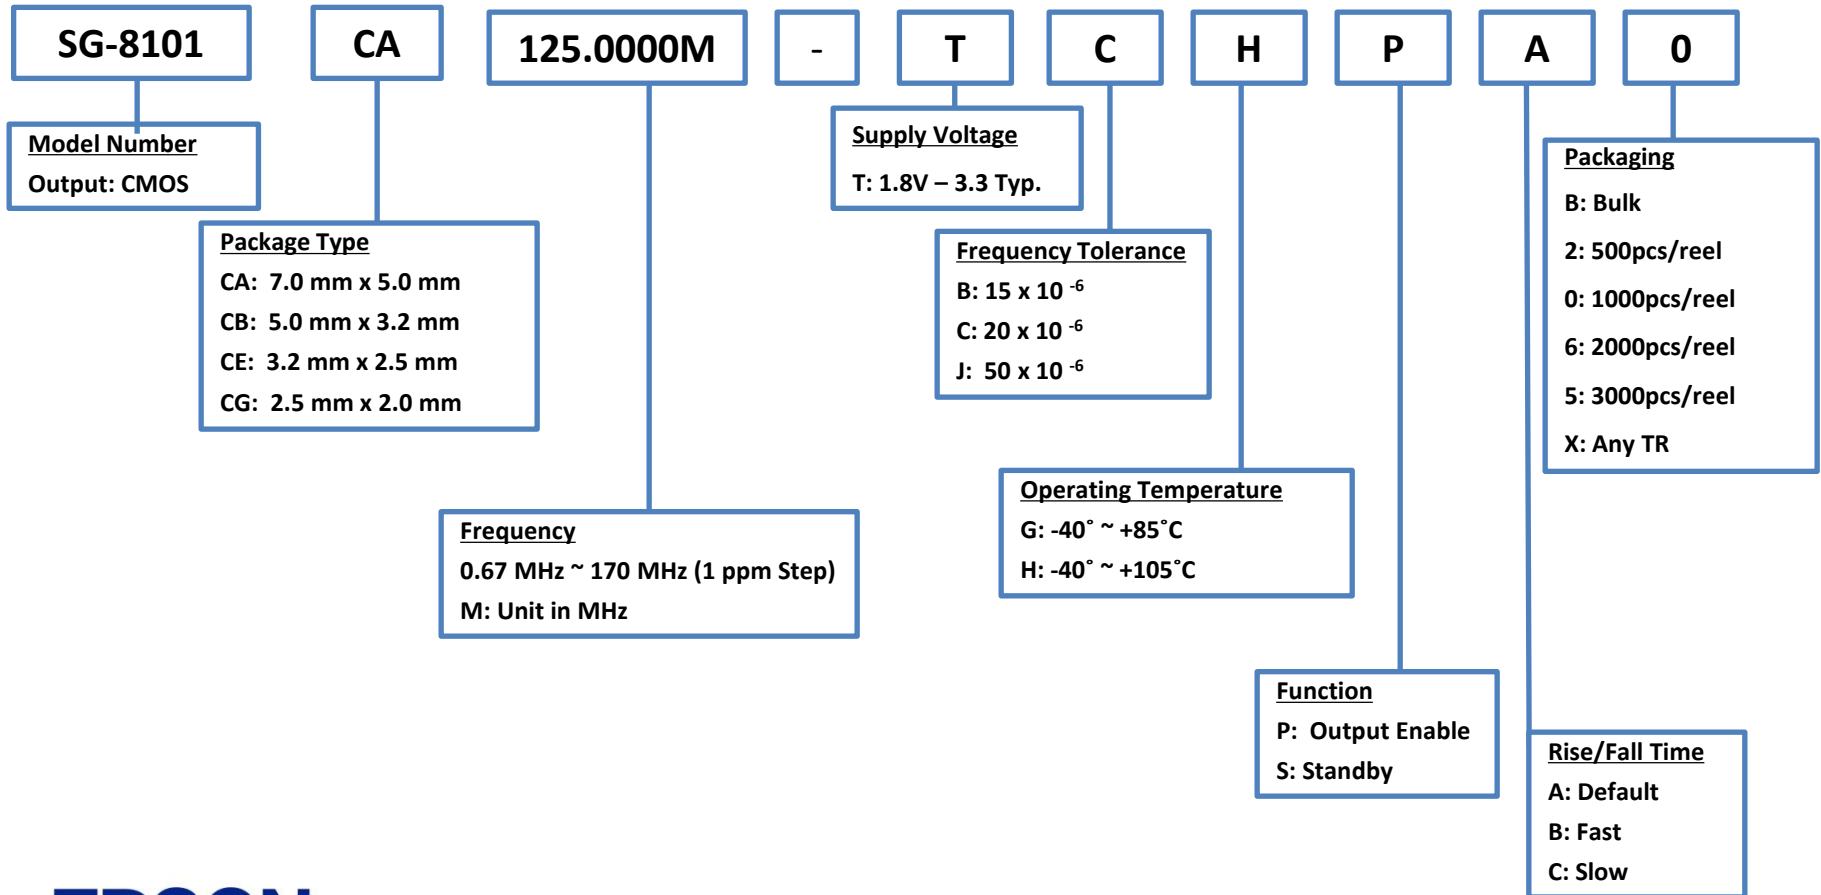 SG-8101 CA 125.0000M - T C H P A 0
Model Number
Output: CMOS
Package Type
CA: 7.0 mm x 5.0 mm
CB: 5.0 mm x 3.2 mm
CE: 3.2 mm x 2.5 mm
CG: 2.5 mm x 2.0 mm
Frequency
0.67 MHz ~ 170 MHz (1 ppm Step)
M: Unit in MHz
Supply Voltage
T: 1.8V – 3.3 Typ.
Frequency Tolerance
B: 15 x 10 -6
C: 20 x 10 -6
J: 50 x 10 -6
Operating Temperature
G: -40˚ ~ +85˚C
H: -40˚ ~ +105˚C
Function
P: Output Enable
S: Standby
Rise/Fall Time
A: Default
B: Fast
C: Slow
Packaging
B: Bulk
2: 500pcs/reel
0: 1000pcs/reel
6: 2000pcs/reel
5: 3000pcs/reel
X: Any TR